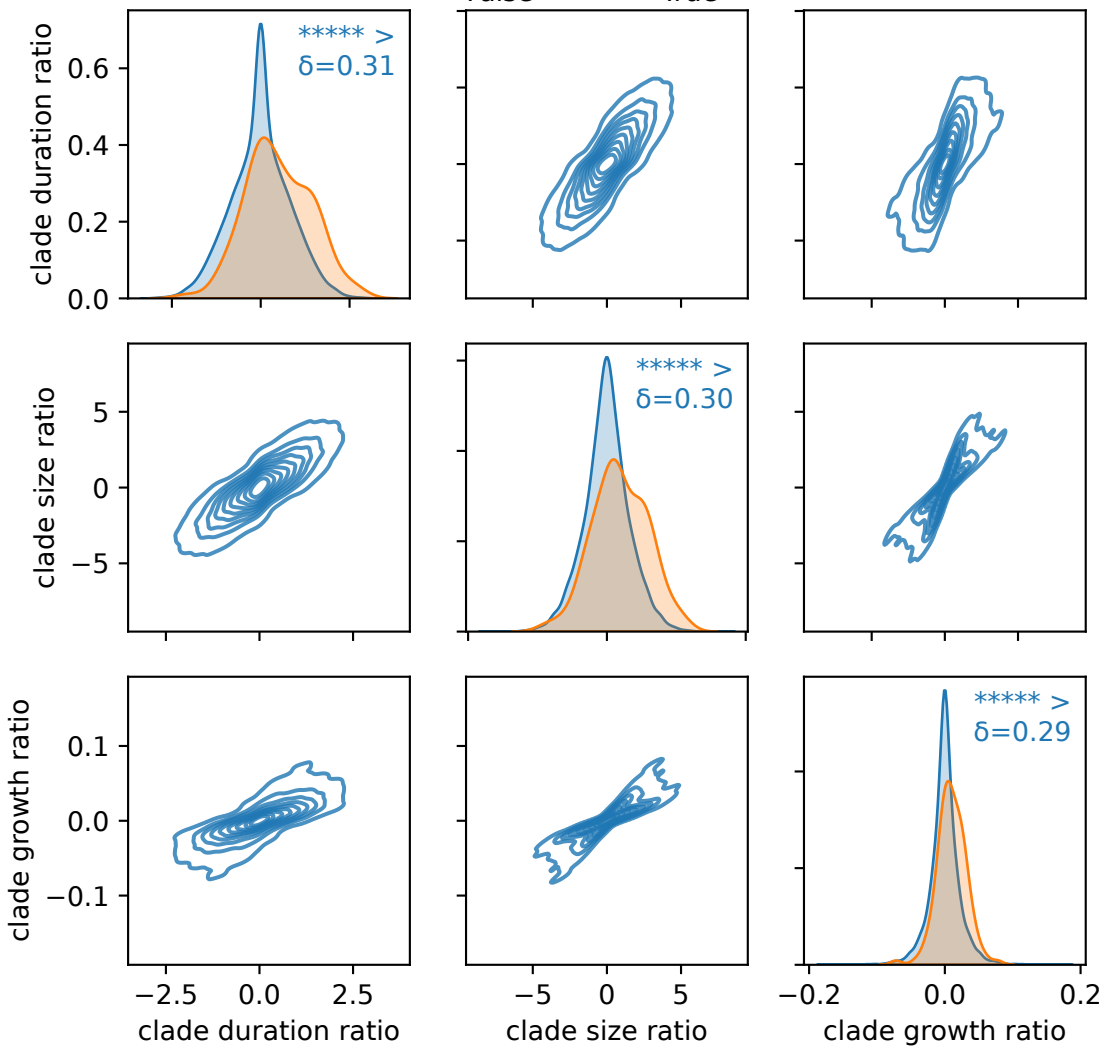 ***** >
δ=0.31
clade duration ratio
0.6
0.4
0.2
0.0
***** >
δ=0.30
clade size ratio
5
0
−5
***** >
δ=0.29
clade growth ratio
0.1
0.0
−0.1
−2.5 0.0 2.5
−5 0 5
−0.2 0.0 0.2
clade duration ratio
clade size ratio
clade growth ratio